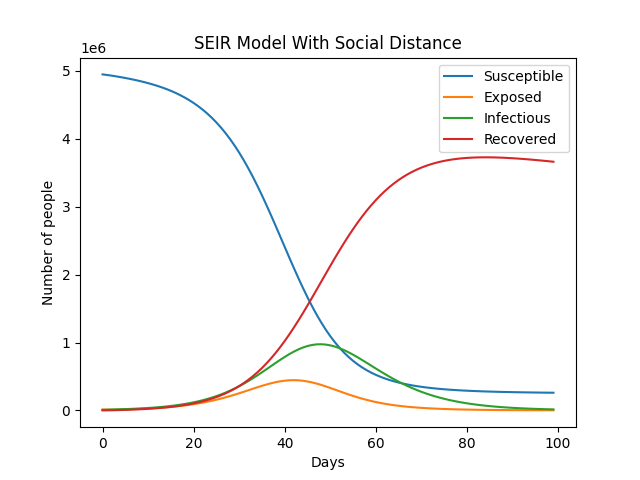 SEIR Model With Social Distance
1e6
5
4
3
2
1
0
Number of people
Susceptible
Exposed
Infectious
Recovered
0 20 40 60 80 100
Days